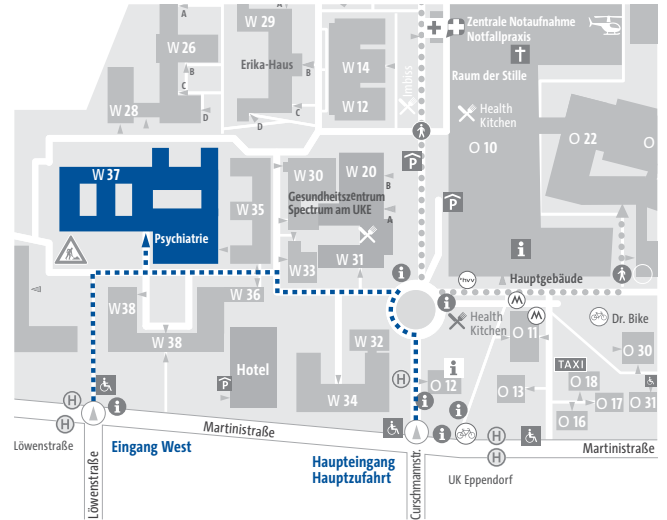 W 29
A
W 26
B
Erika-Haus
B
C
C
D
D
W 28
W 14
W 12
Imbiss
Zentrale Notaufnahme
Notfallpraxis
Raum der Stille
Health
Kitchen
O 10
O 22
O
P
P
W 37
Psychiatrie
W 35
W 30
W 20
B
A
Gesundheitszentrum
Spectrum am UKE
W 31
W 33
W 36
i
i
Hauptgebäude
hvv
i
M
M
W 38
W 38
Hotel
P
W 32
W 34
Health
Kitchen
O 11
Dr. Bike
O 30
H
i
O 12
O 13
TAXI
O 18
O 17
O 16
O 31
H
i
H
i
i
i
H
H
Löwenstraße
Löwenstraße
Eingang West
Martinistraße
Haupteingang
Hauptzufahrt
Curschmannstr.
UK Eppendorf
Martinistraße